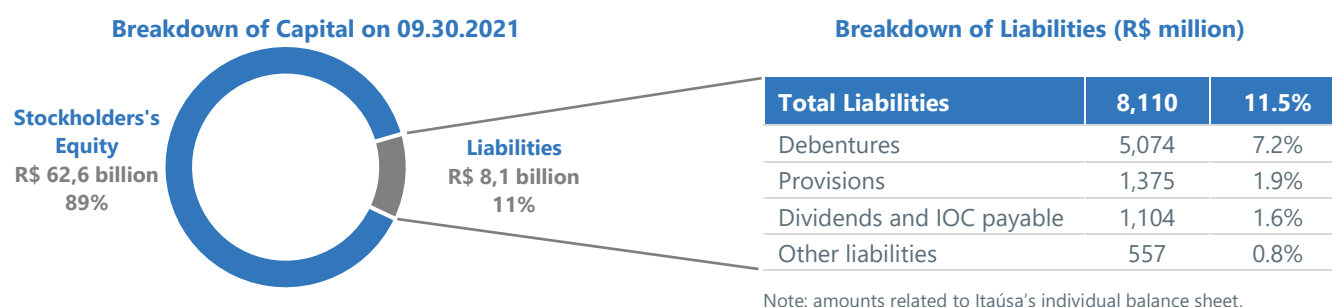 Breakdown of Capital on 09.30.2021
Stockholders's
Equity
R$ 62,6 billion
89%
Liabilities
R$ 8,1 billion
11%
Breakdown of Liabilities (R$ million)
Total Liabilities 8,110 11.5%
Debentures 5,074 7.2%
Provisions 1,375 1.9%
Dividends and IOC payable 1,104 1.6%
Other liabilities 557 0.8%
Note: amounts related to Itaúsa’s individual balance sheet.